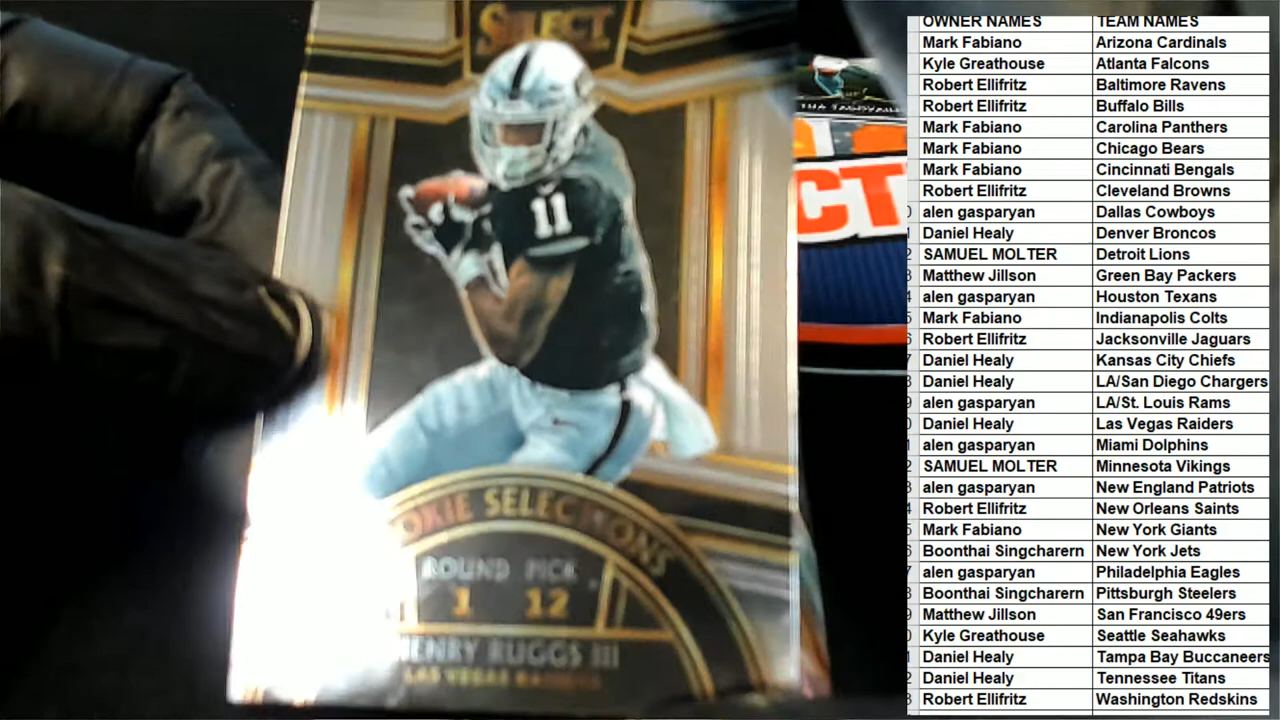 SELECT
11
ROOKIE SELECTIONS
ROUND PICK
1 12
HENRY RUGGS III
LAS VEGAS RAIDERS
CT
OWNER NAMES TEAM NAMES
Mark Fabiano Arizona Cardinals
Kyle Greathouse Atlanta Falcons
Robert Ellifritz Baltimore Ravens
Robert Ellifritz Buffalo Bills
Mark Fabiano Carolina Panthers
Mark Fabiano Chicago Bears
Mark Fabiano Cincinnati Bengals
Robert Ellifritz Cleveland Browns
alen gasparyan Dallas Cowboys
Daniel Healy Denver Broncos
SAMUEL MOLTER Detroit Lions
Matthew Jillson Green Bay Packers
alen gasparyan Houston Texans
Mark Fabiano Indianapolis Colts
Robert Ellifritz Jacksonville Jaguars
Daniel Healy Kansas City Chiefs
Daniel Healy LA/San Diego Chargers
alen gasparyan LA/St. Louis Rams
Daniel Healy Las Vegas Raiders
alen gasparyan Miami Dolphins
SAMUEL MOLTER Minnesota Vikings
alen gasparyan New England Patriots
Robert Ellifritz New Orleans Saints
Mark Fabiano New York Giants
Boonthai Singcharern New York Jets
alen gasparyan Philadelphia Eagles
Boonthai Singcharern Pittsburgh Steelers
Matthew Jillson San Francisco 49ers
Kyle Greathouse Seattle Seahawks
Daniel Healy Tampa Bay Buccaneers
Daniel Healy Tennessee Titans
Robert Ellifritz Washington Redskins